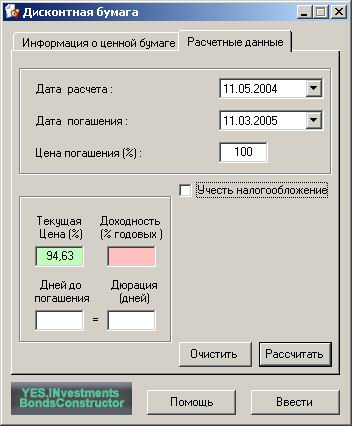 Дисконтная бумага
Информация о ценной бумаге Расчетные данные
Дата расчета : 11.05.2004
Дата погашения : 11.03.2005
Цена погашения (%) : 100
Учесть налогообложение
Текущая Цена (%)
Доходность (% годовых )
94,63
Дней до погашения
Дюрация (дней)
=
Очистить Рассчитать
YES.INvestments
BondsConstructor
Помощь Ввести